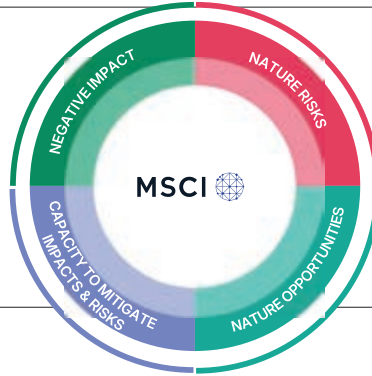 NEGATIVE IMPACT
NATURE RISKS
MSCI
CAPACITY TO MITIGATE
IMPACTS & RISKS
NATURE OPPORTUNITIES